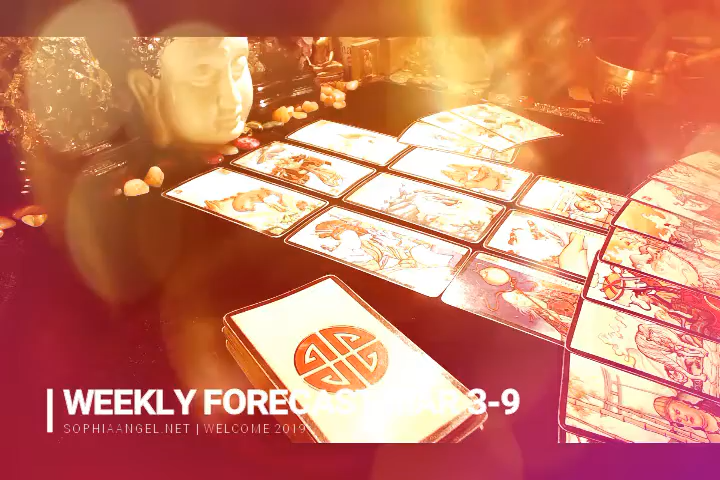 WEEKLY FORECAST MAR 3-9
SOPHIAANGEL.NET | WELCOME 2019